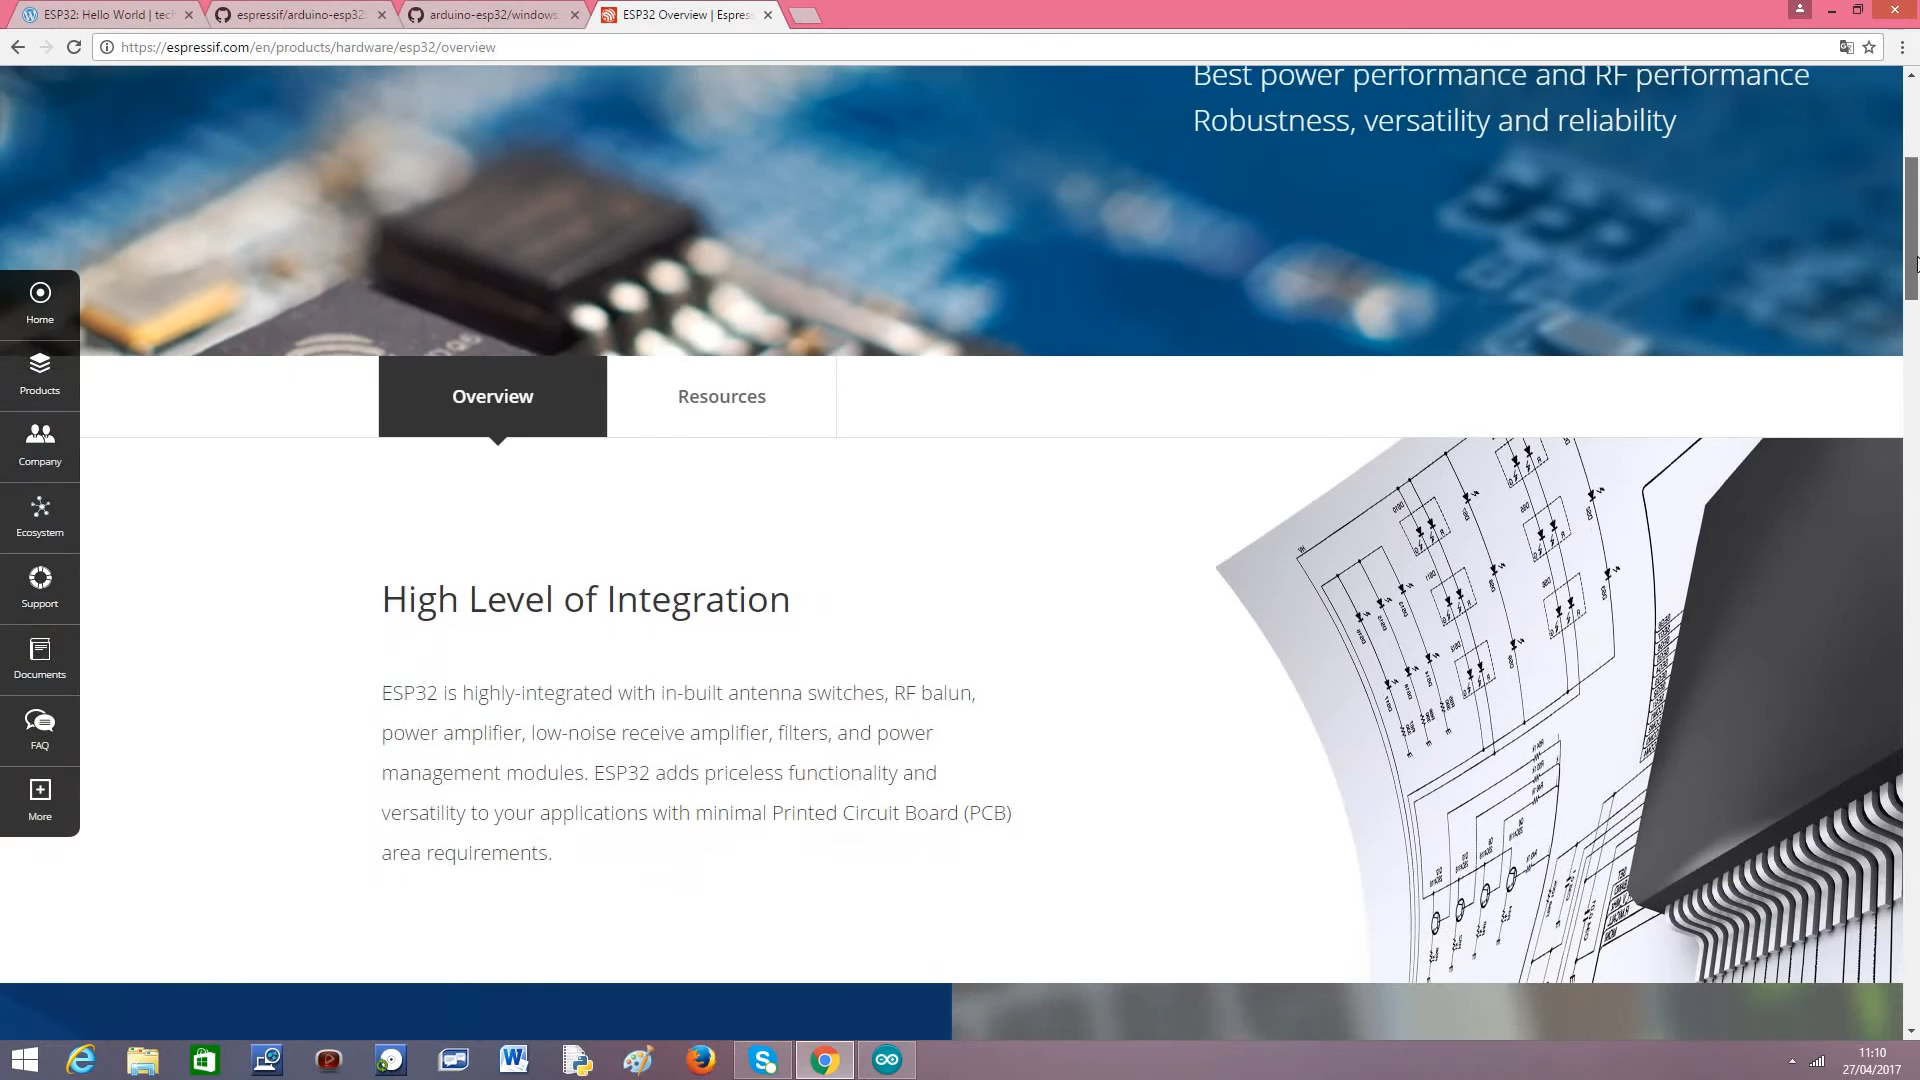 ESP32: Hello World | tech
espressif/arduino-esp32:
arduino-esp32/windows.
ESP32 Overview | Espres
https://espressif.com/en/products/hardware/esp32/overview
Best power performance and RF performance
Robustness, versatility and reliability
Home
Products
Company
Ecosystem
Support
Documents
FAQ
More
Overview
Resources
High Level of Integration
ESP32 is highly-integrated with in-built antenna switches, RF balun,
power amplifier, low-noise receive amplifier, filters, and power
management modules. ESP32 adds priceless functionality and
versatility to your applications with minimal Printed Circuit Board (PCB)
area requirements.
11:10
27/04/2017